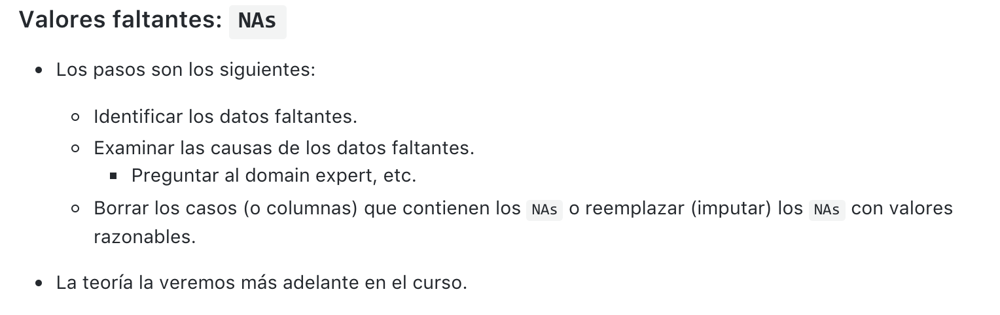 Valores faltantes: NAs
Los pasos son los siguientes:
Identificar los datos faltantes.
Examinar las causas de los datos faltantes.
Preguntar al domain expert, etc.
Borrar los casos (o columnas) que contienen los NAs o reemplazar (imputar) los NAs con valores
razonables.
La teoría la veremos más adelante en el curso.